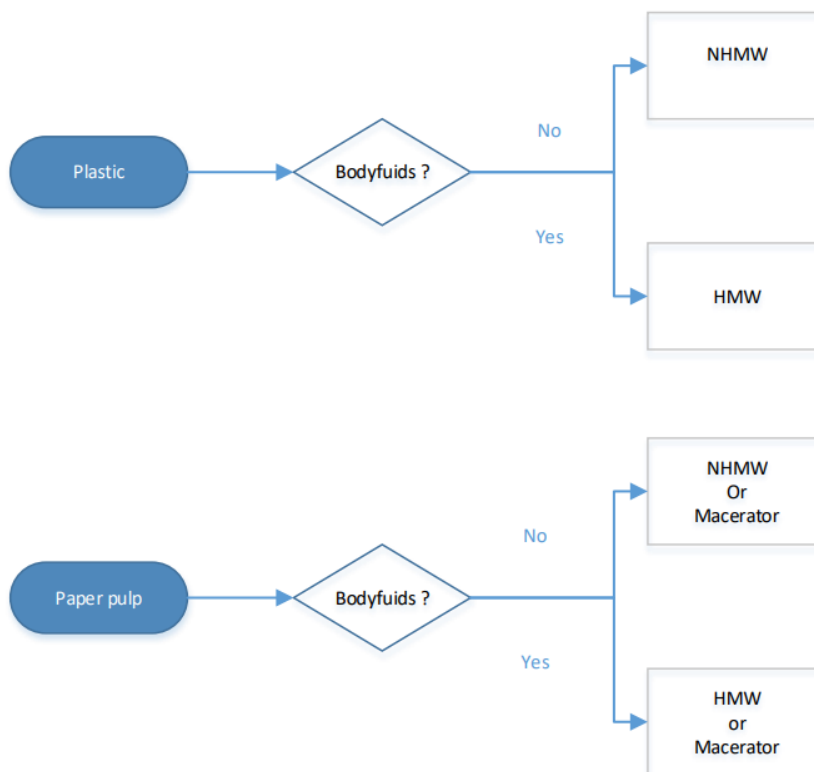 NHMW
No
Plastic
Bodyfuids ?
Yes
HMW
NHMW
Or
Macerator
No
Paper pulp
Bodyfuids ?
Yes
HMW
or
Macerator